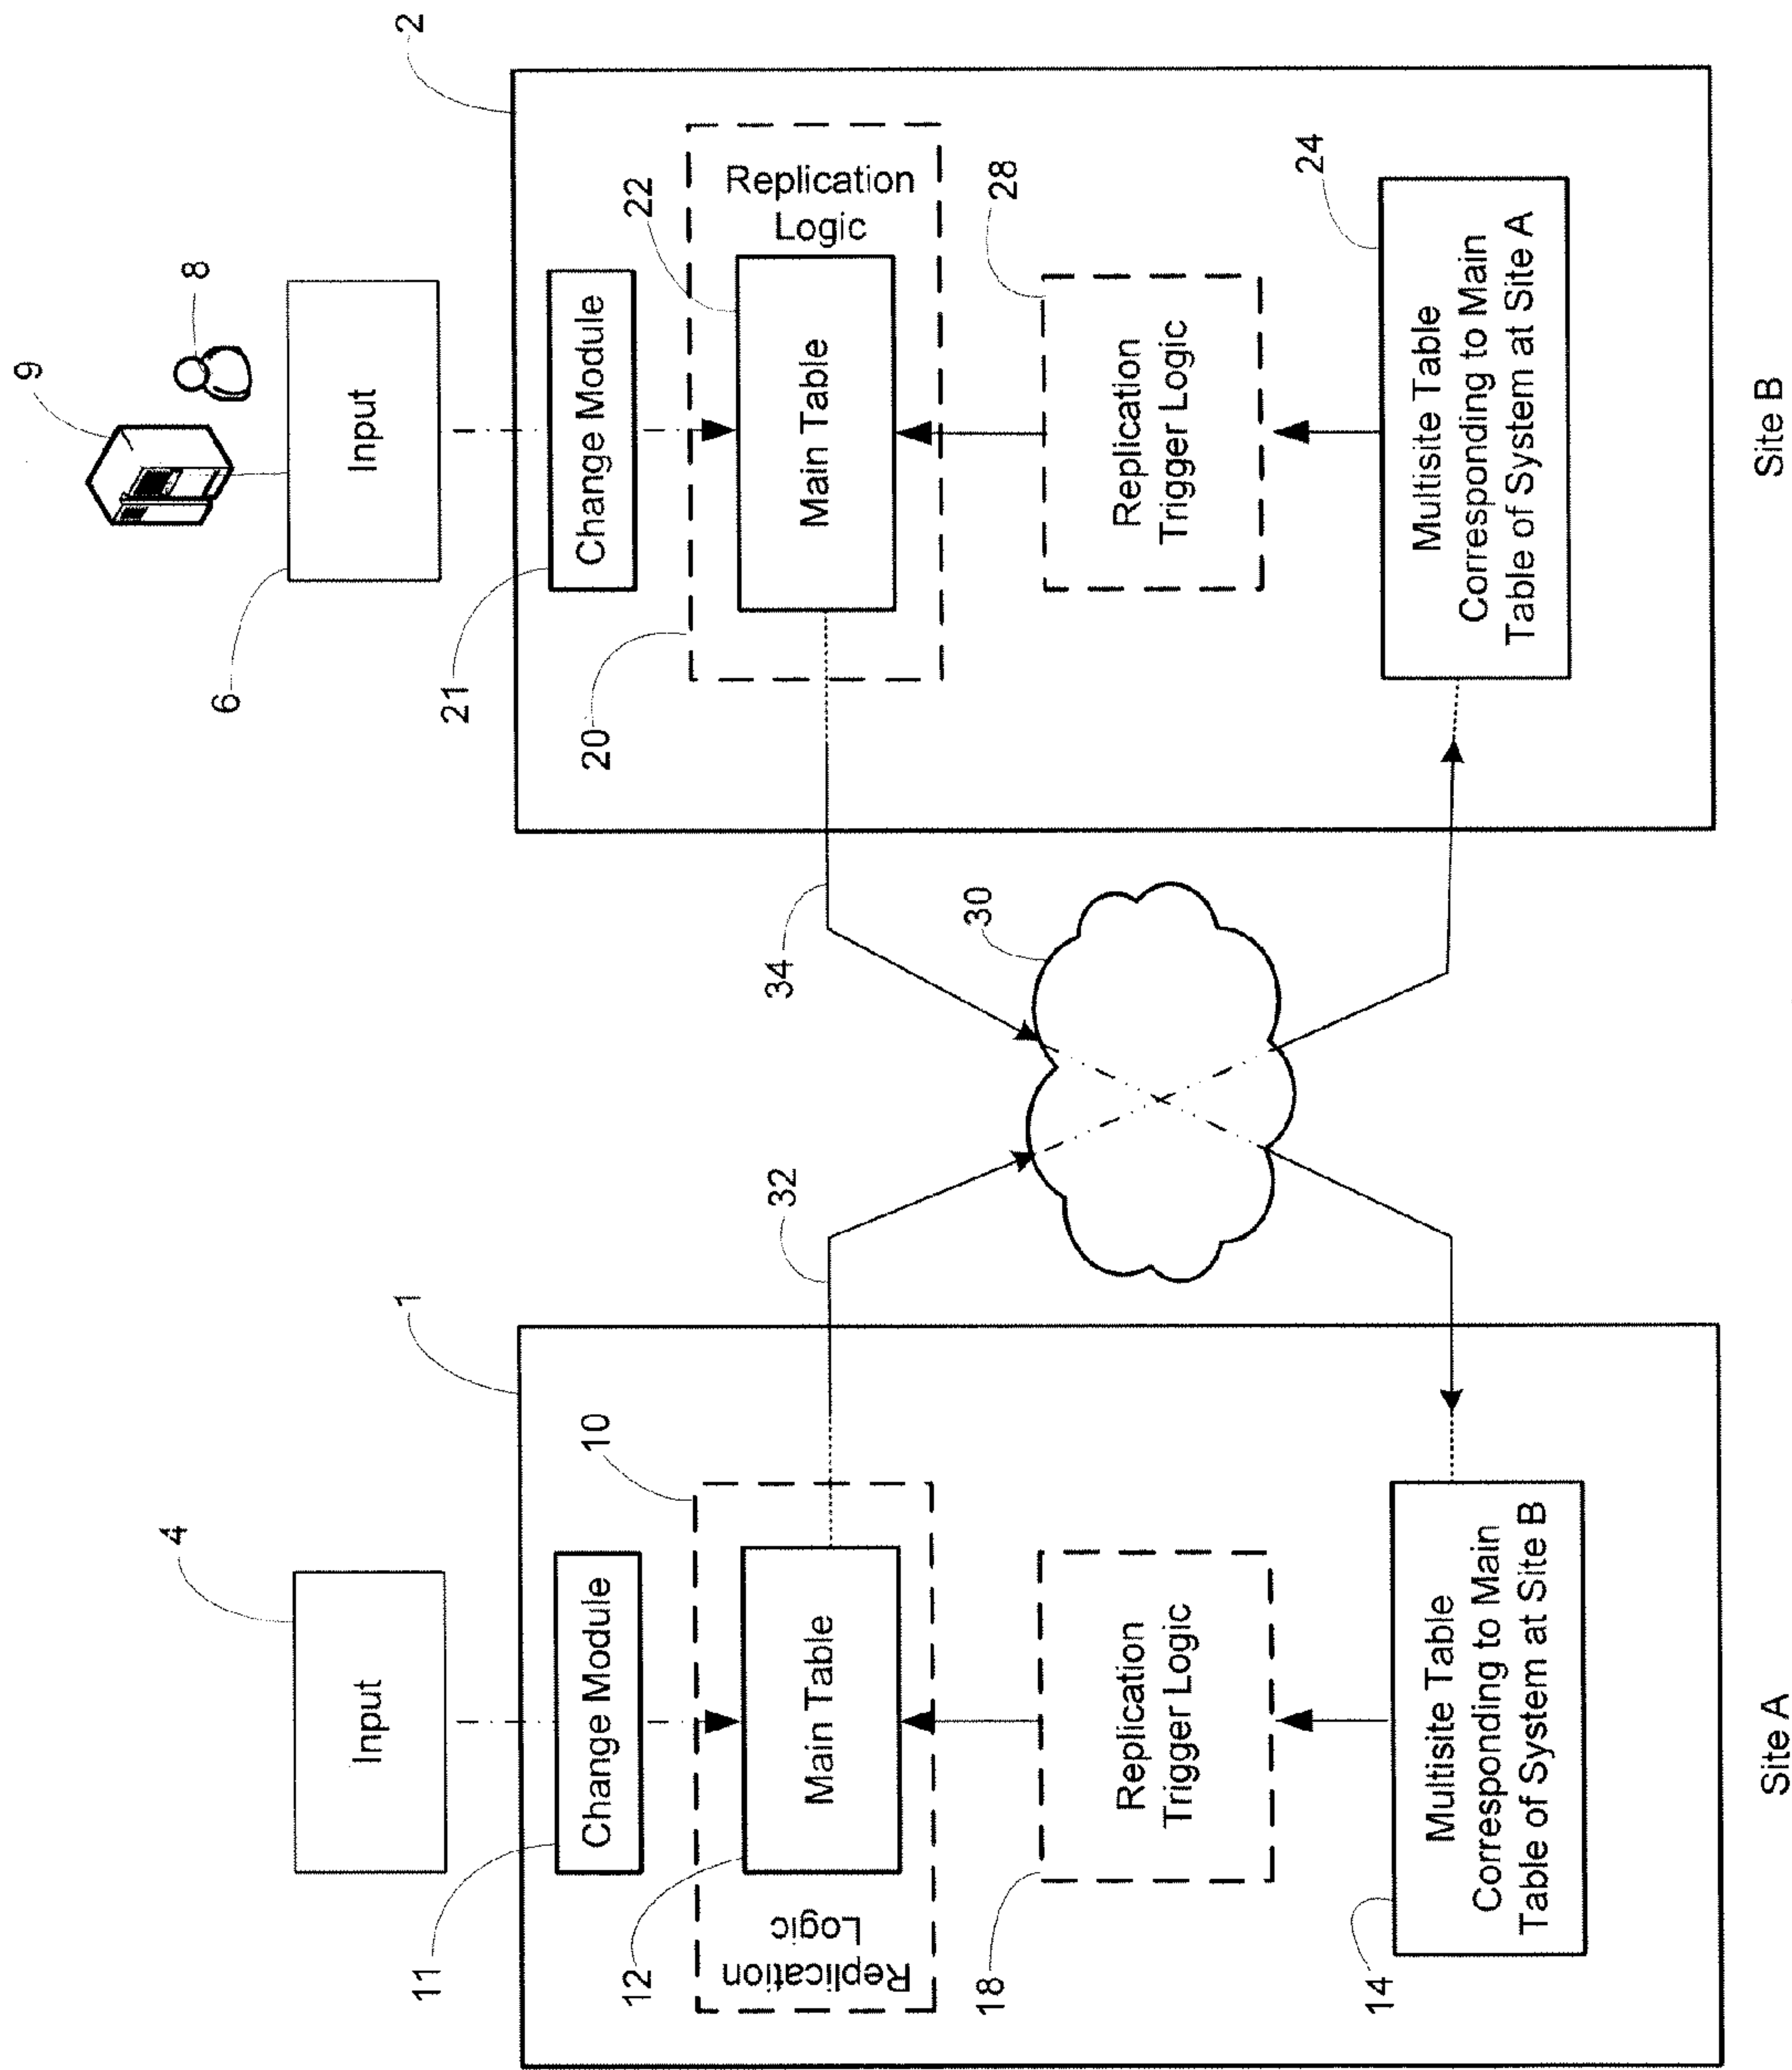 4
Input
1
11
Change Module
10
12
Main Table
Replication
Logic
18
Replication
Trigger Logic
14
Multisite Table
Corresponding to Main
Table of System at Site B
Site A
32
34
30
9
8
6
Input
2
21
Change Module
20
22
Replication
Logic
Main Table
28
Replication
Trigger Logic
24
Multisite Table
Corresponding to Main
Table of System at Site A
Site B